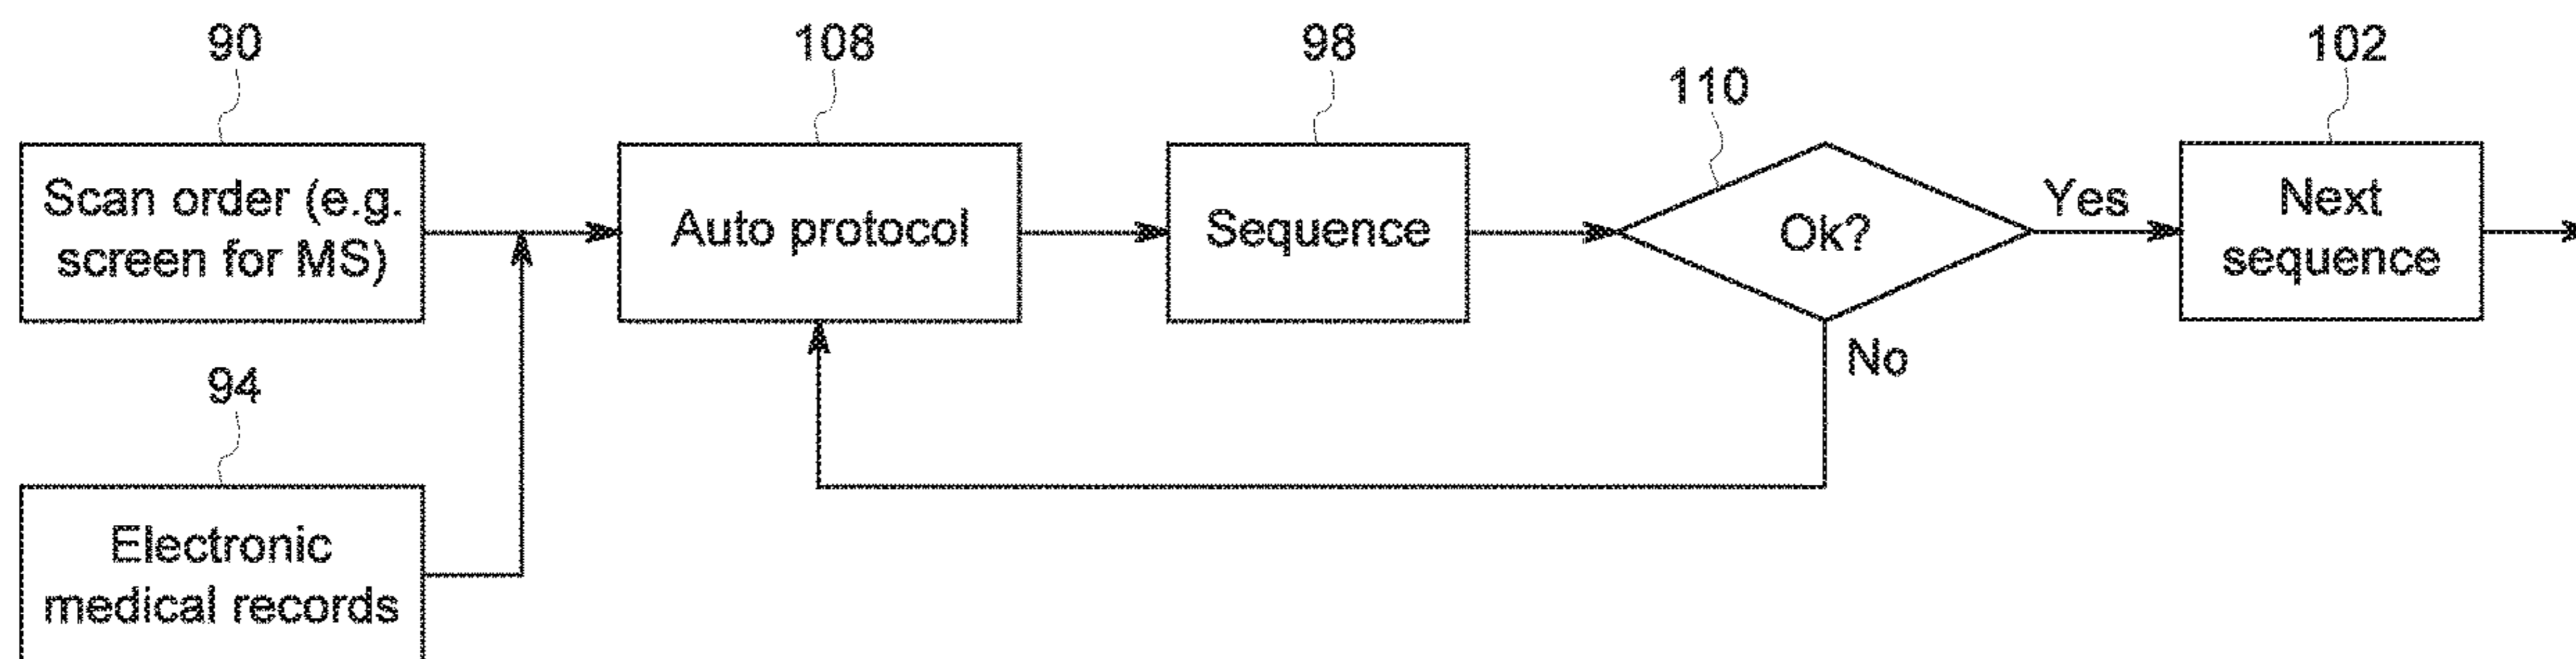 90
108
98
110
102
Scan order (e.g.
screen for MS)
Auto protocol
Sequence
Ok?
Yes
Next
sequence
No
94
Electronic
medical records